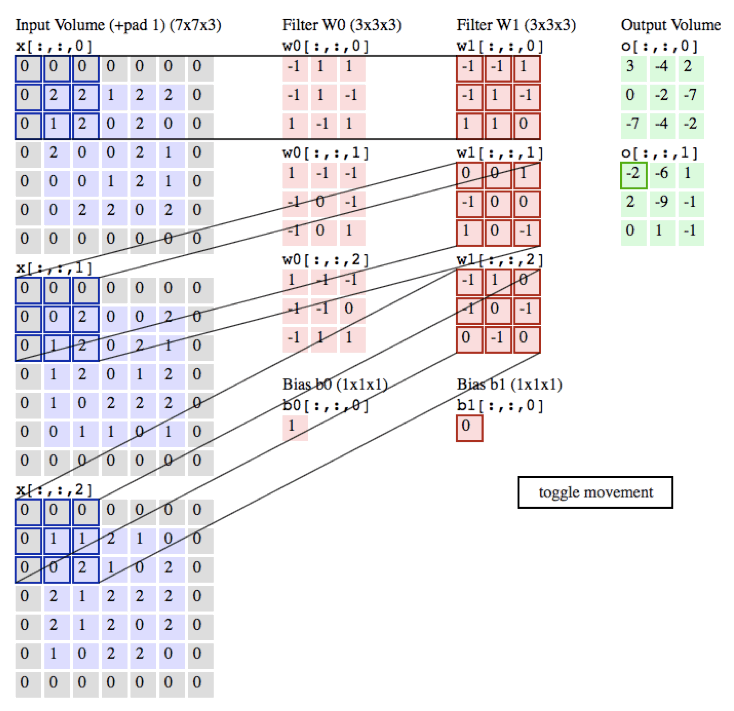 Input Volume (+pad 1) (7x7x3)
x[:,:,0]
0 0 0 0 0 0 0
0 2 2 1 2 2 0
0 1 2 0 2 0 0
0 2 0 0 2 1 0
0 0 0 1 2 1 0
0 0 2 2 0 2 0
0 0 0 0 0 0 0
x[:,:,1]
0 0 0 0 0 0 0
0 0 2 0 0 2 0
0 1 2 0 2 1 0
0 1 2 0 1 2 0
0 1 0 2 2 2 0
0 0 1 1 0 1 0
0 0 0 0 0 0 0
x[:,:,2]
0 0 0 0 0 0 0
0 1 1 2 1 0 0
0 0 2 1 0 2 0
0 2 1 2 2 2 0
0 2 1 2 0 2 0
0 1 0 2 2 0 0
0 0 0 0 0 0 0
Filter W0 (3x3x3)
w0[:,:,0]
-1 1 1
-1 1 -1
1 -1 1
w0[:,:,1]
1 -1 -1
-1 0 -1
-1 0 1
w0[:,:,2]
1 -1 -1
-1 -1 0
-1 1 1
Bias b0 (1x1x1)
b0[:,:,0]
1
Filter W1 (3x3x3)
w1[:,:,0]
-1 -1 1
-1 1 -1
1 1 0
w1[:,:,1]
0 0 1
-1 0 0
1 0 -1
w1[:,:,2]
-1 1 0
-1 0 -1
0 -1 0
Bias b1 (1x1x1)
b1[:,:,0]
0
Output Volume
o[:,:,0]
3 -4 2
0 -2 -7
-7 -4 -2
o[:,:,1]
-2 -6 1
2 -9 -1
0 1 -1
toggle movement